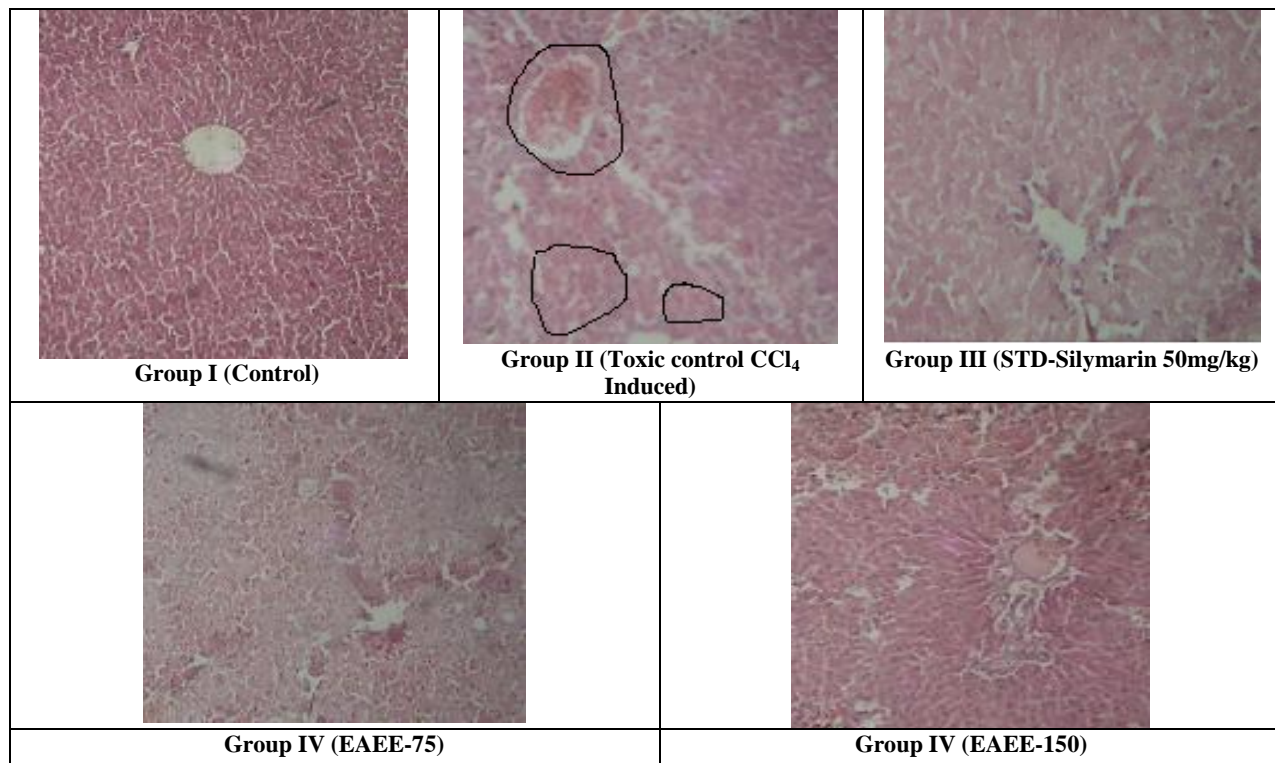 Group I (Control)
Group II (Toxic control CCl₄
Induced)
Group III (STD-Silymarin 50mg/kg)
Group IV (EAEE-75)
Group IV (EAEE-150)